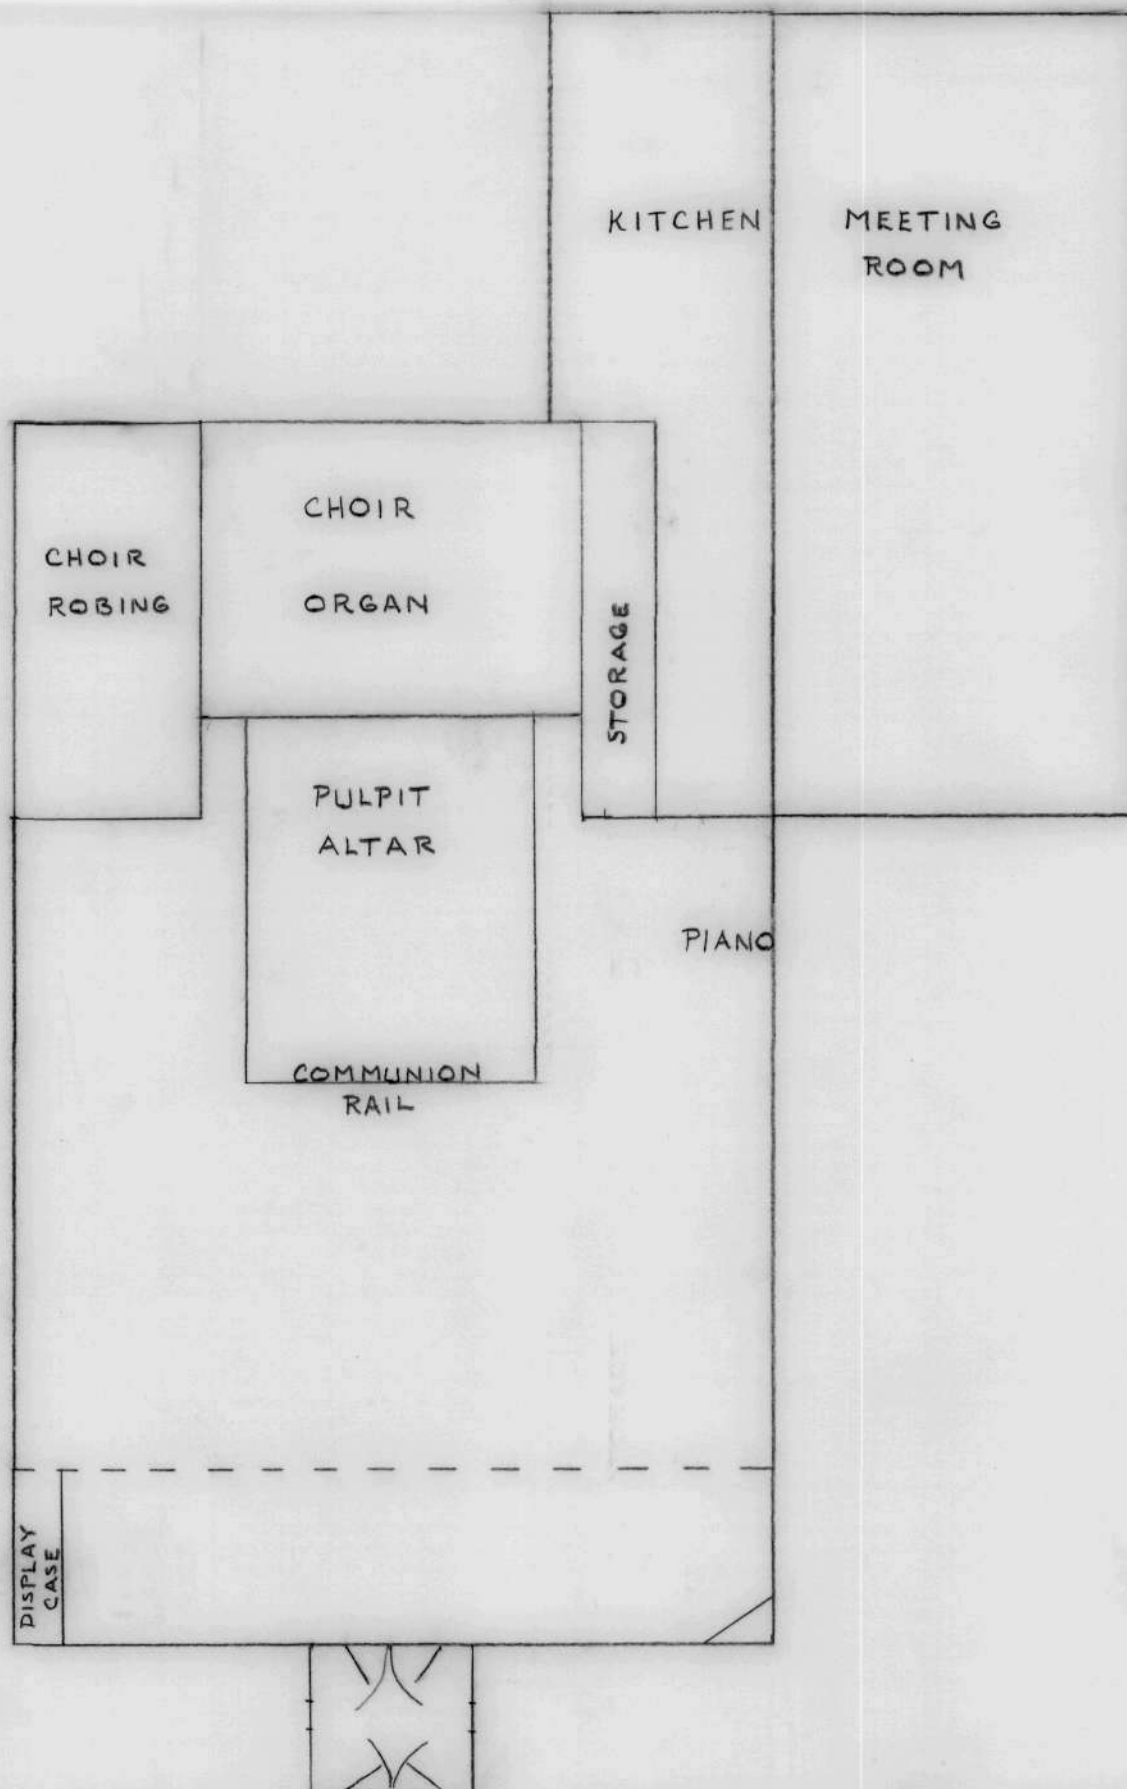 KITCHEN
MEETING
ROOM
CHOIR
ROBING
CHOIR
ORGAN
STORAGE
PULPIT
ALTAR
PIANO
COMMUNION
RAIL
DISPLAY
CASE